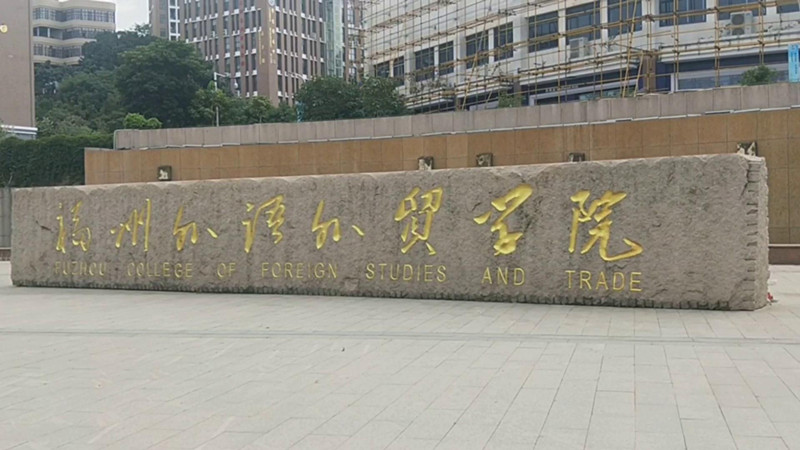 福州外语外贸学院
FUZHOU COLLEGE OF FOREIGN STUDIES AND TRADE